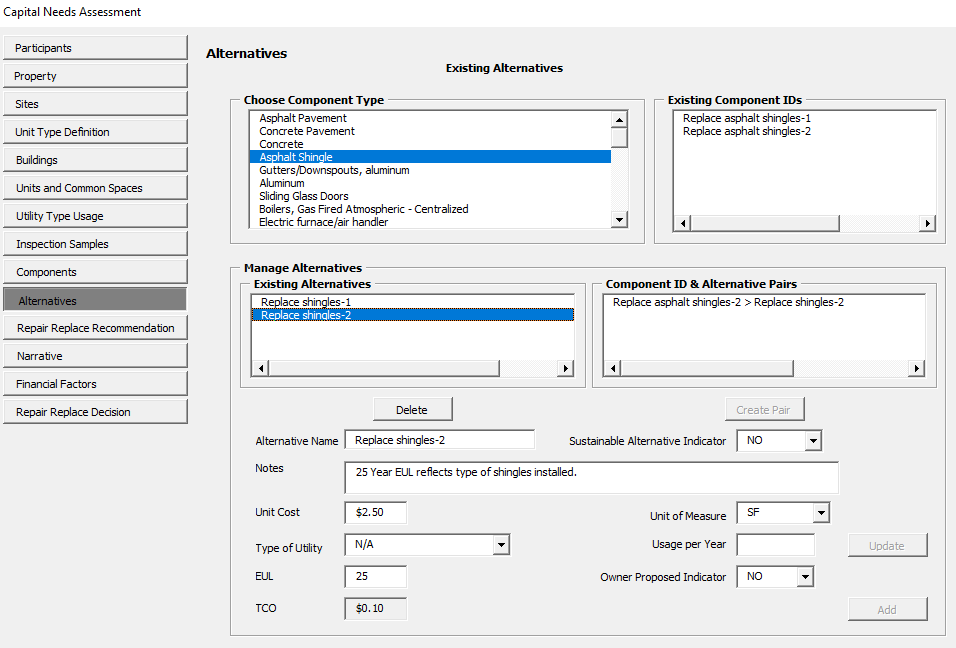 Capital Needs Assessment
Participants
Property
Sites
Unit Type Definition
Buildings
Units and Common Spaces
Utility Type Usage
Inspection Samples
Components
Alternatives
Repair Replace Recommendation
Narrative
Financial Factors
Repair Replace Decision
Alternatives
Existing Alternatives
Choose Component Type
Asphalt Pavement
Concrete Pavement
Concrete
Asphalt Shingle
Gutters/Downspouts, aluminum
Aluminum
Sliding Glass Doors
Boilers, Gas Fired Atmospheric - Centralized
Electric furnace/air handler
Existing Component IDs
Replace asphalt shingles-1
Replace asphalt shingles-2
Manage Alternatives
Existing Alternatives
Replace shingles-1
Replace shingles-2
Component ID & Alternative Pairs
Replace asphalt shingles-2 > Replace shingles-2
Delete
Create Pair
Alternative Name Replace shingles-2
Sustainable Alternative Indicator NO
Notes 25 Year EUL reflects type of shingles installed.
Unit Cost $2.50
Unit of Measure SF
Type of Utility N/A
Usage per Year
Update
EUL 25
Owner Proposed Indicator NO
TCO $0.10
Add